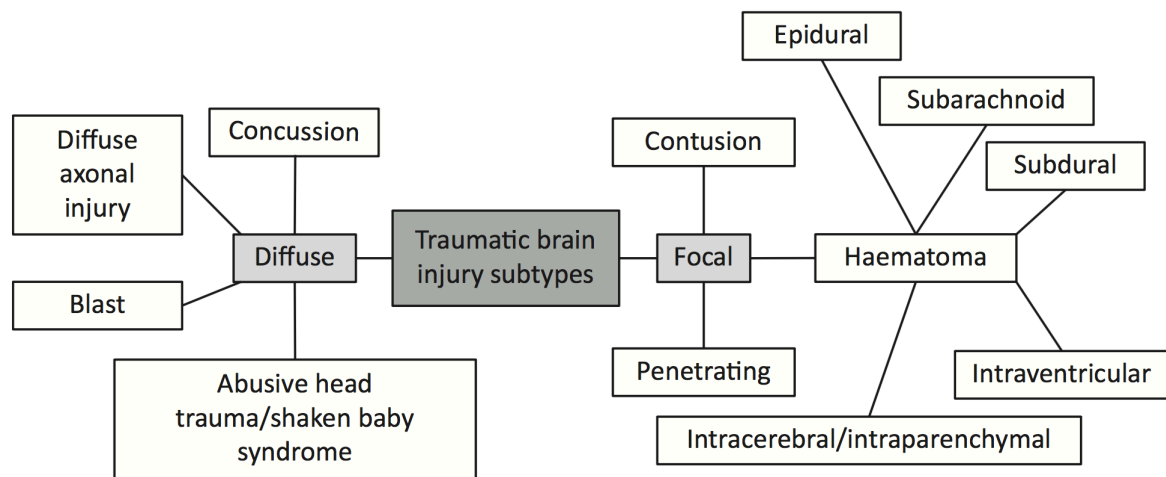 Epidural
Subarachnoid
Diffuse
axonal
injury
Concussion
Contusion
Subdural
Diffuse
Traumatic brain
injury subtypes
Focal
Haematoma
Blast
Abusive head
trauma/shaken baby
syndrome
Penetrating
Intraventricular
Intracerebral/intraparenchymal